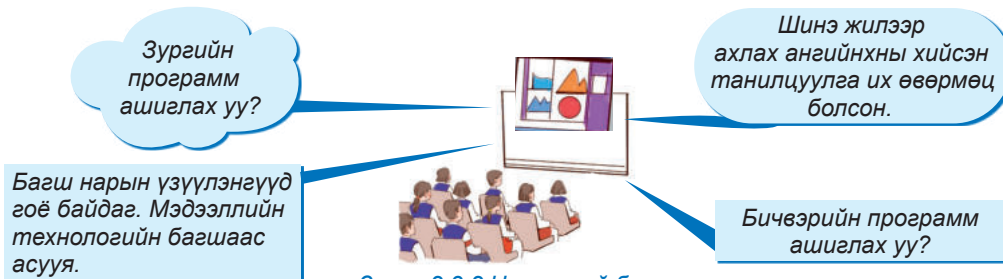 Зургийн
программ
ашиглах уу?
Шинэ жилээр
ахлах ангийнхны хийсэн
танилцуулга их өвөрмөц
болсон.
Багш нарын үзүүлэнгүүд
гоё байдаг. Мэдээллийн
технологийн багшаас
асууя.
Бичвэрийн программ
ашиглах уу?